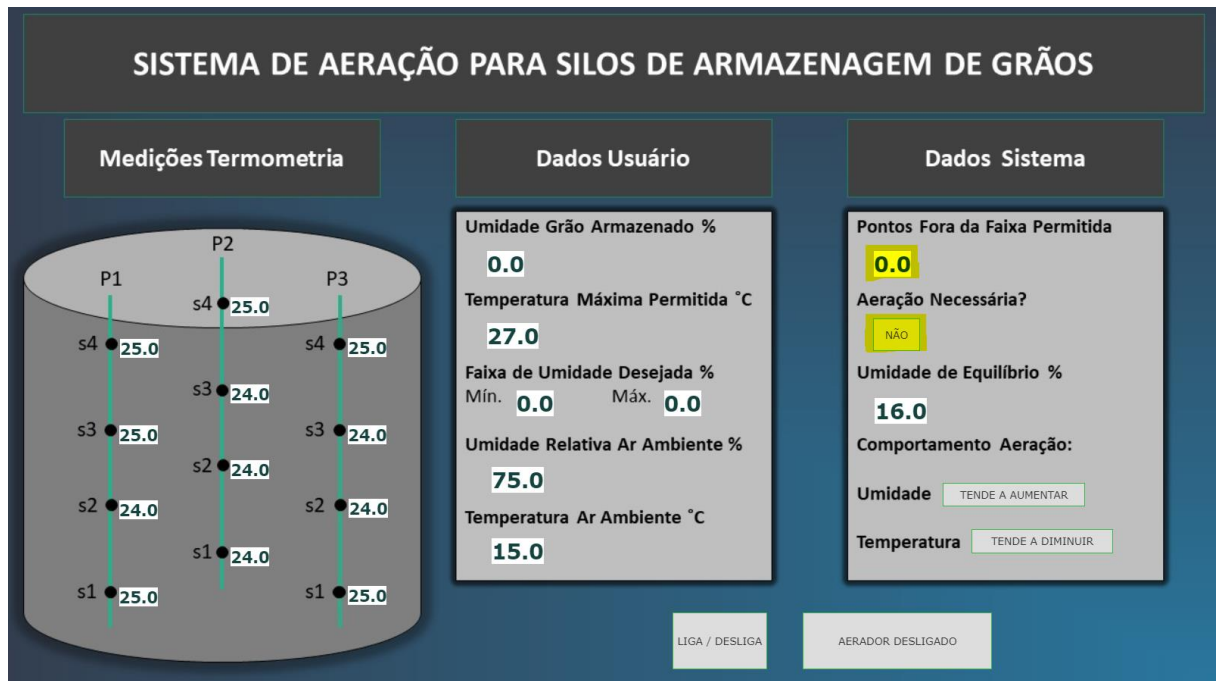 SISTEMA DE AERAÇÃO PARA SILOS DE ARMAZENAGEM DE GRÃOS
Medições Termometria
P2
P1
P3
s4 25.0
s4 25.0
s4 25.0
s3 24.0
s3 25.0
s3 24.0
s2 24.0
s2 24.0
s2 24.0
s1 24.0
s1 25.0
s1 25.0
Dados Usuário
Umidade Grão Armazenado %
0.0
Temperatura Máxima Permitida ˚C
27.0
Faixa de Umidade Desejada %
Mín. 0.0 Máx. 0.0
Umidade Relativa Ar Ambiente %
75.0
Temperatura Ar Ambiente ˚C
15.0
Dados Sistema
Pontos Fora da Faixa Permitida
0.0
Aeração Necessária?
NÃO
Umidade de Equilíbrio %
16.0
Comportamento Aeração:
Umidade TENDE A AUMENTAR
Temperatura TENDE A DIMINUIR
LIGA / DESLIGA
AERADOR DESLIGADO